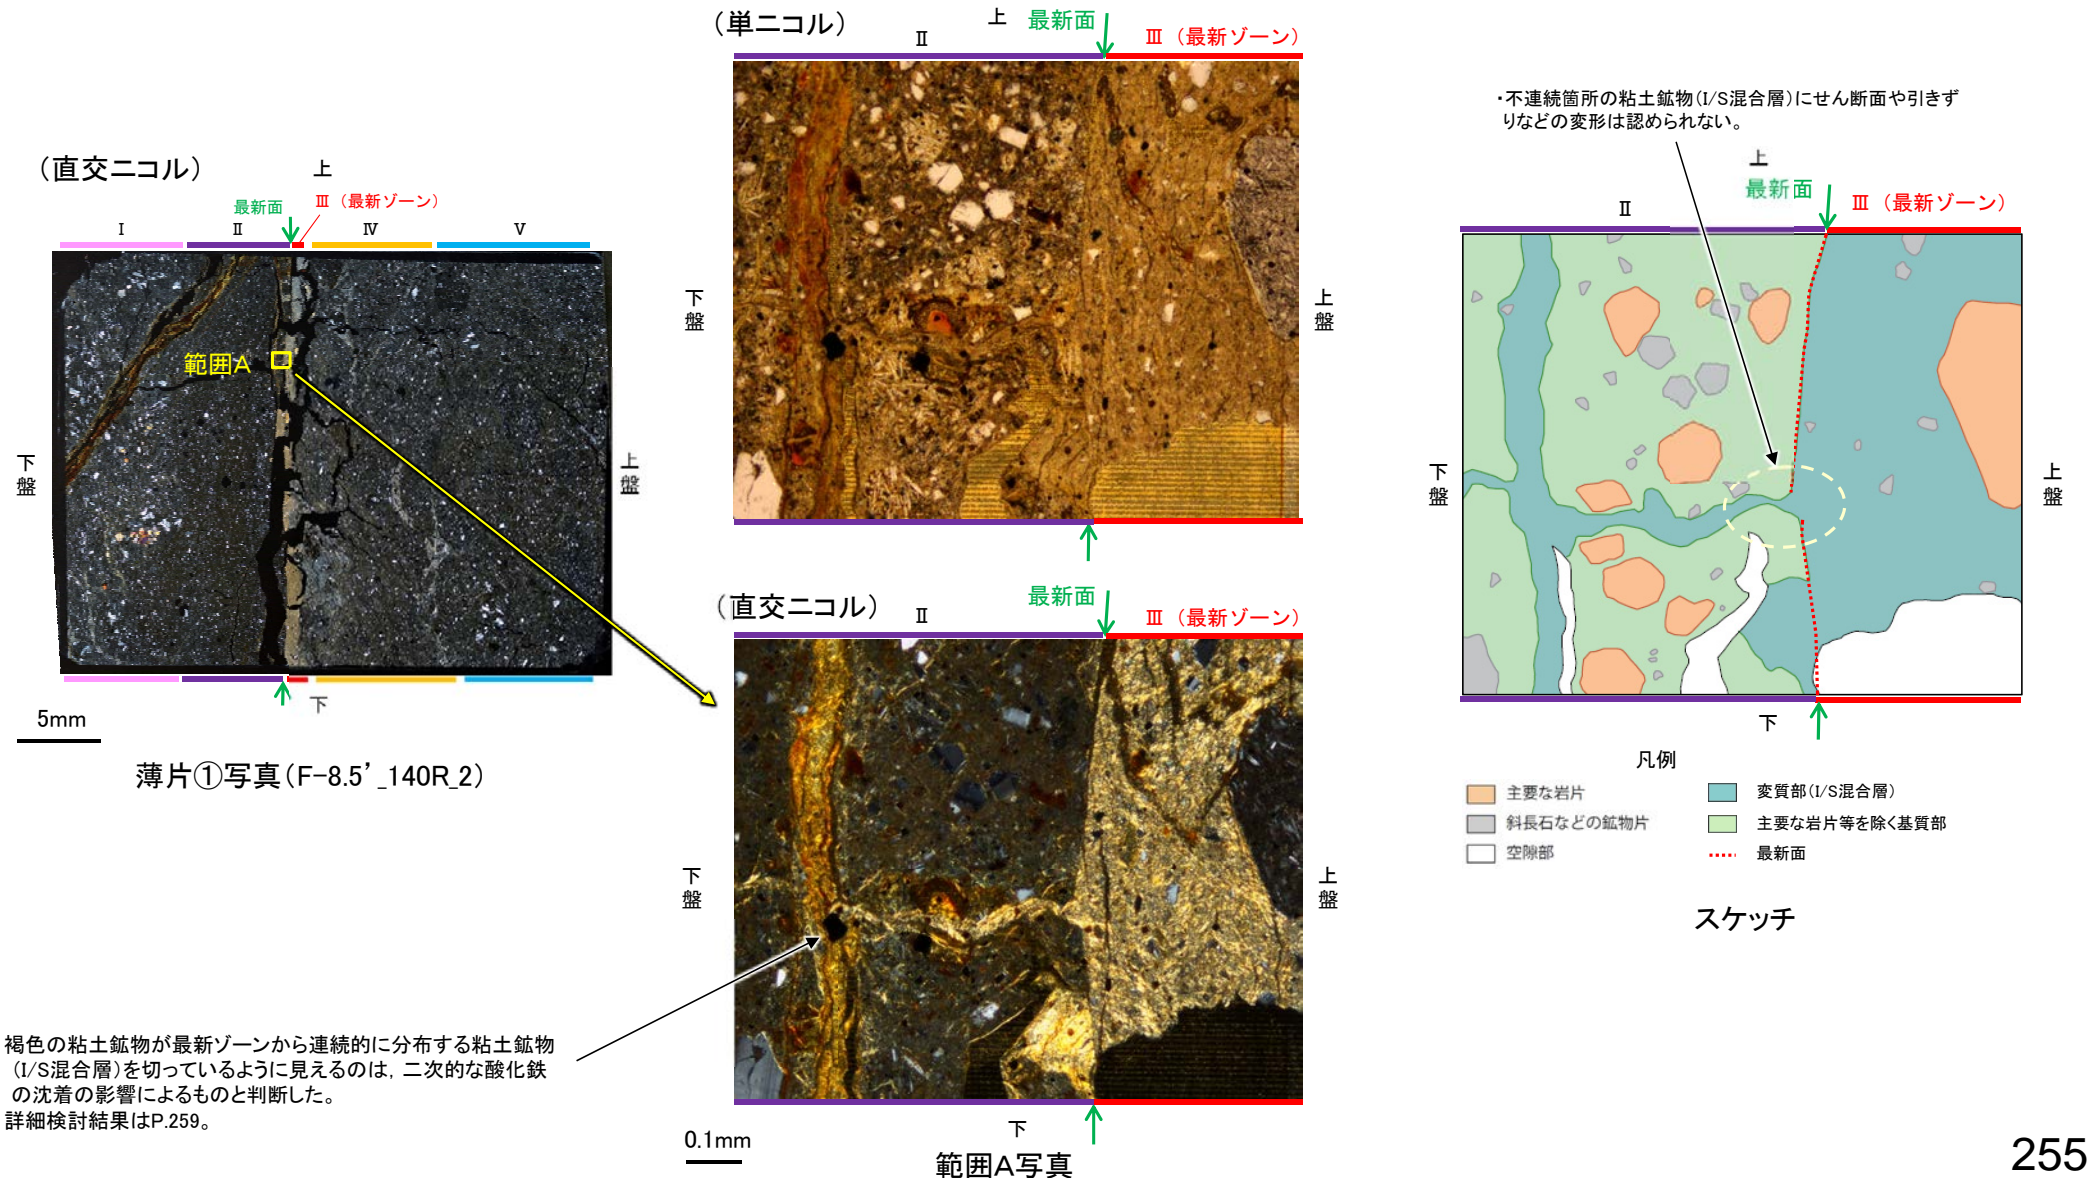 (直交ニコル)
上
最新面
Ⅲ (最新ゾーン)
Ⅰ
Ⅱ
Ⅳ
Ⅴ
下盤
範囲A
上盤
下
5mm
薄片①写真(F-8.5’_140R_2)
褐色の粘土鉱物が最新ゾーンから連続的に分布する粘土鉱物
(I/S混合層)を切っているように見えるのは, 二次的な酸化鉄
の沈着の影響によるものと判断した。
詳細検討結果はP.259。
(単ニコル)
上
最新面
Ⅱ
Ⅲ (最新ゾーン)
下盤
上盤
(直交ニコル)
Ⅱ
最新面
Ⅲ (最新ゾーン)
下盤
上盤
下
0.1mm
範囲A写真
・不連続箇所の粘土鉱物(I/S混合層)にせん断面や引きず
りなどの変形は認められない。
上
最新面
Ⅱ
Ⅲ (最新ゾーン)
下盤
上盤
下
凡例
主要な岩片
変質部(I/S混合層)
斜長石などの鉱物片
主要な岩片等を除く基質部
空隙部
最新面
スケッチ
255